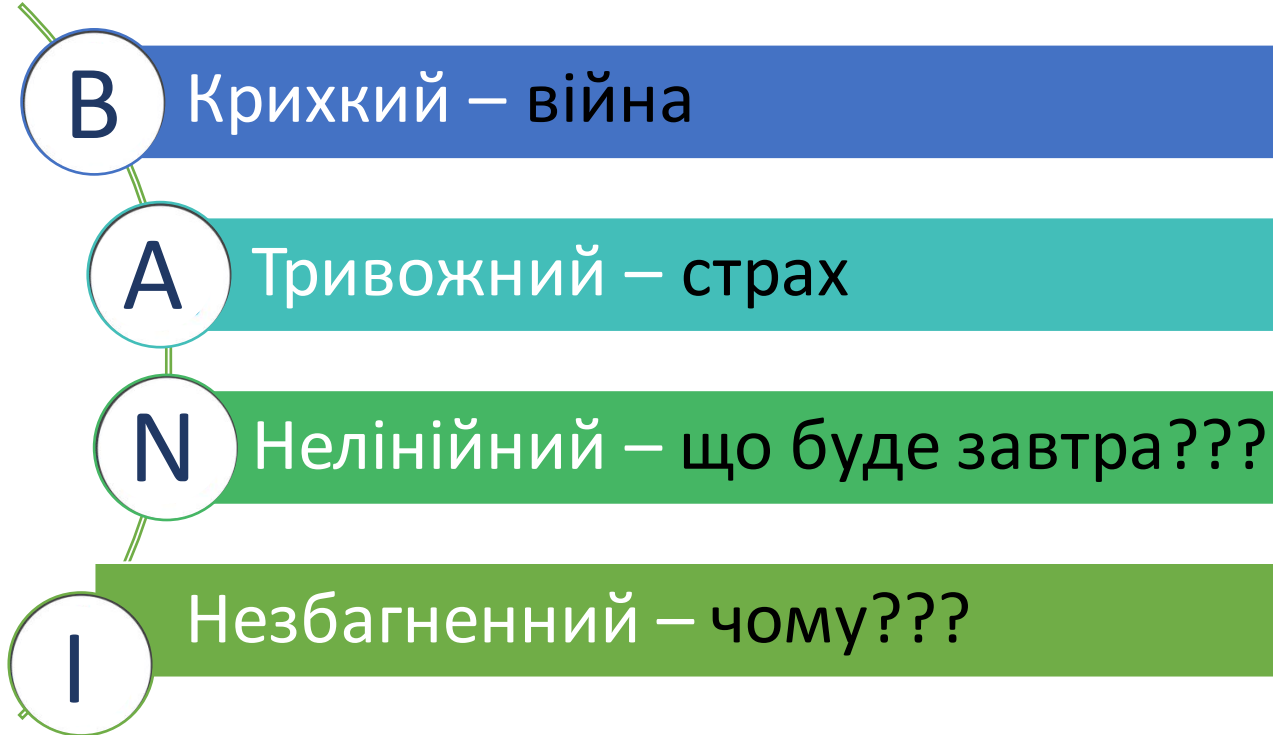 B
Крихкий – війна
A
Тривожний – страх
N
Нелінійний – що буде завтра???
I
Незбагненний – чому???